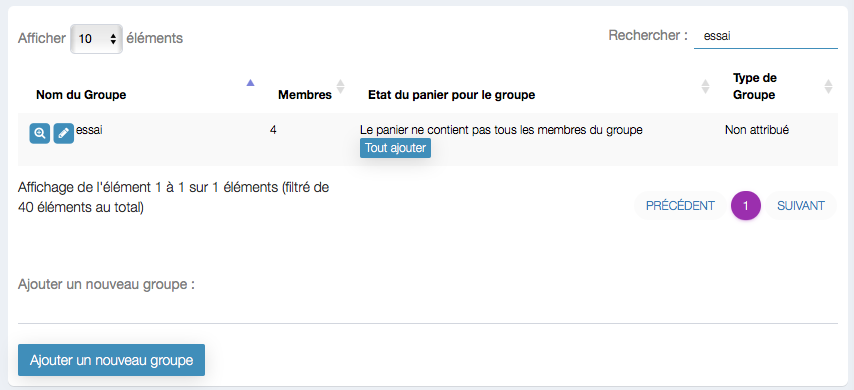 Afficher 10 éléments Rechercher : essai
Nom du Groupe Membres Etat du panier pour le groupe Type de Groupe
essai 4 Le panier ne contient pas tous les membres du groupe Non attribué
Tout ajouter
Affichage de l'élément 1 à 1 sur 1 éléments (filtré de
40 éléments au total)
PRÉCÉDENT 1 SUIVANT
Ajouter un nouveau groupe :
Ajouter un nouveau groupe